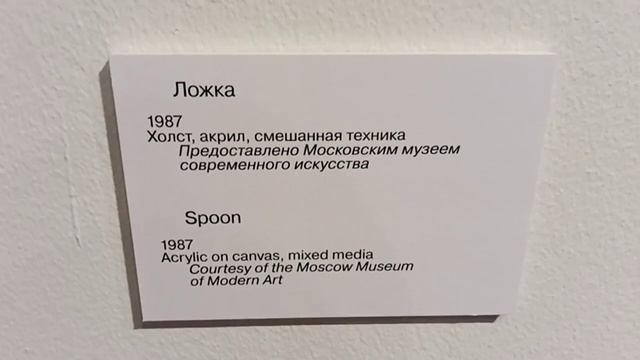 Ложка
1987
Холст, акрил, смешанная техника
Предоставлено Московским музеем
современного искусства
Spoon
1987
Acrylic on canvas, mixed media
Courtesy of the Moscow Museum
of Modern Art